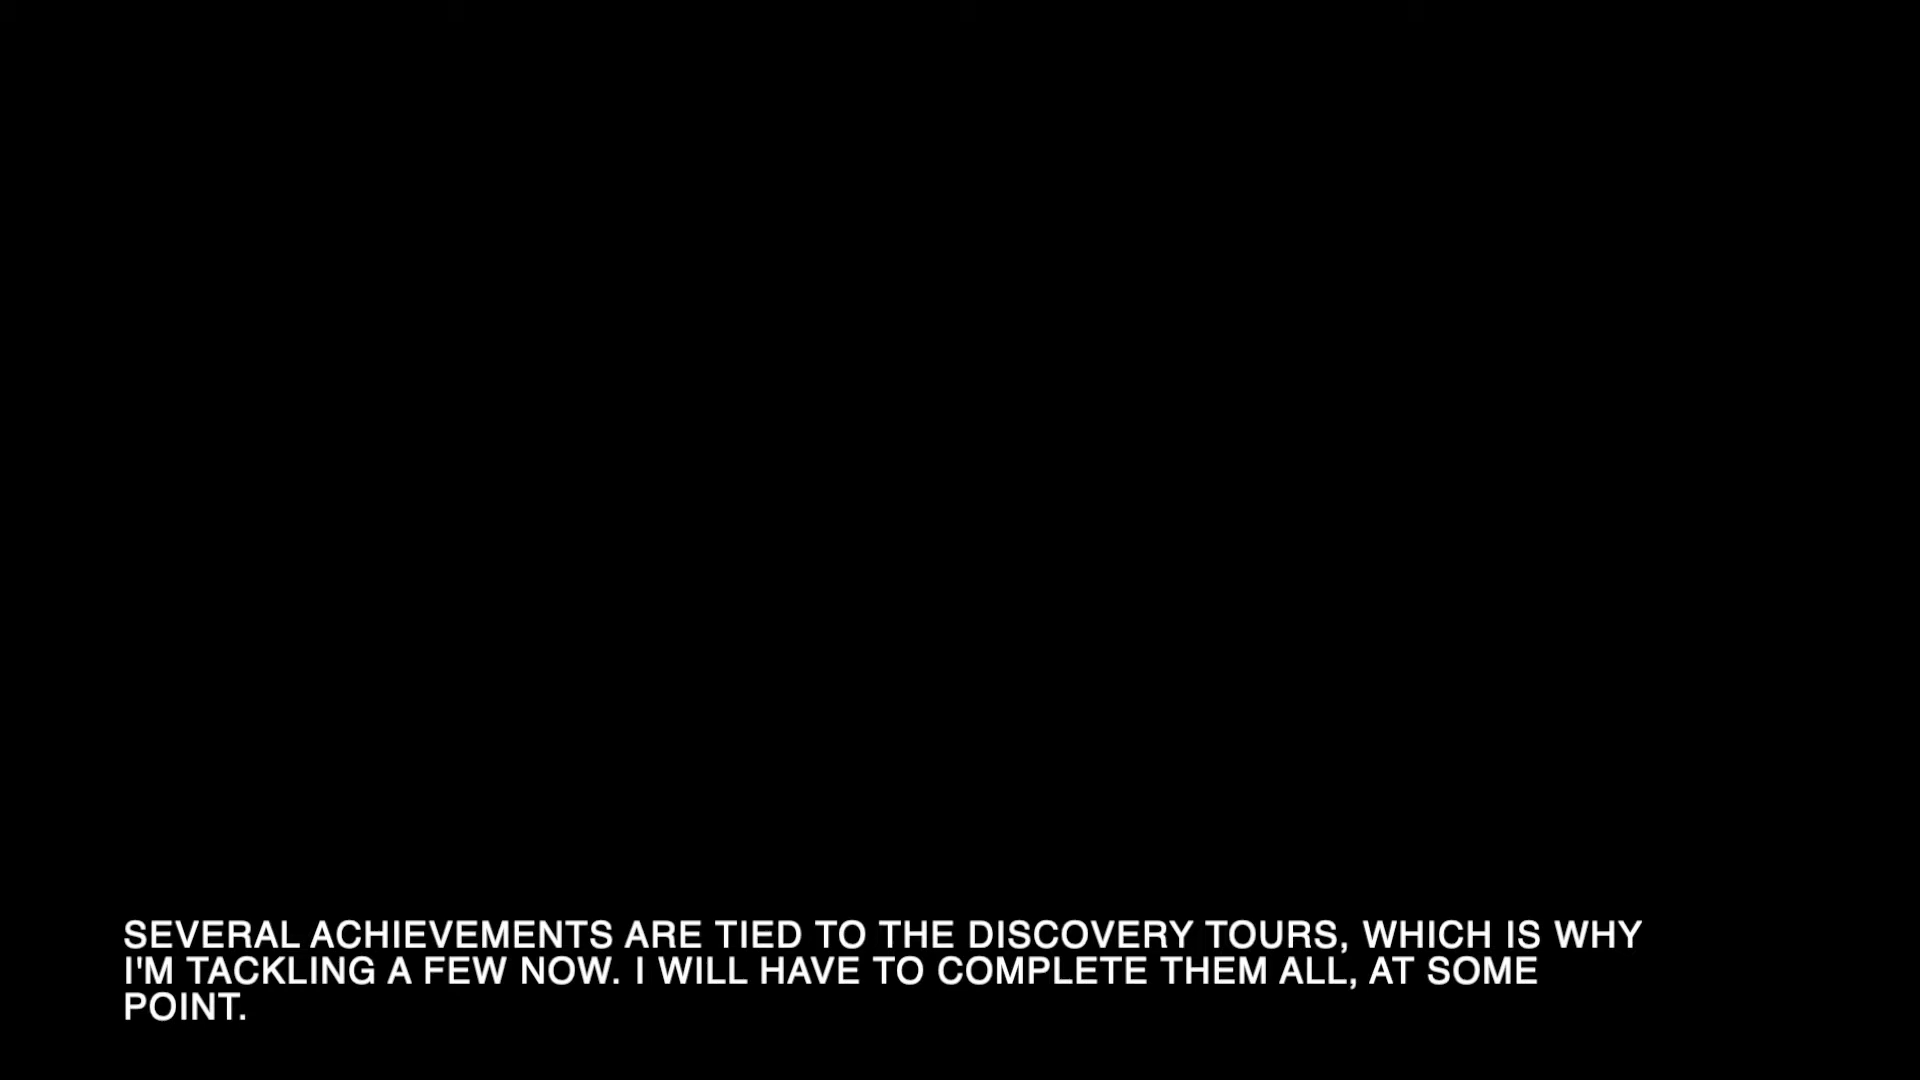 SEVERAL ACHIEVEMENTS ARE TIED TO THE DISCOVERY TOURS, WHICH IS WHY
I'M TACKLING A FEW NOW. I WILL HAVE TO COMPLETE THEM ALL, AT SOME
POINT.